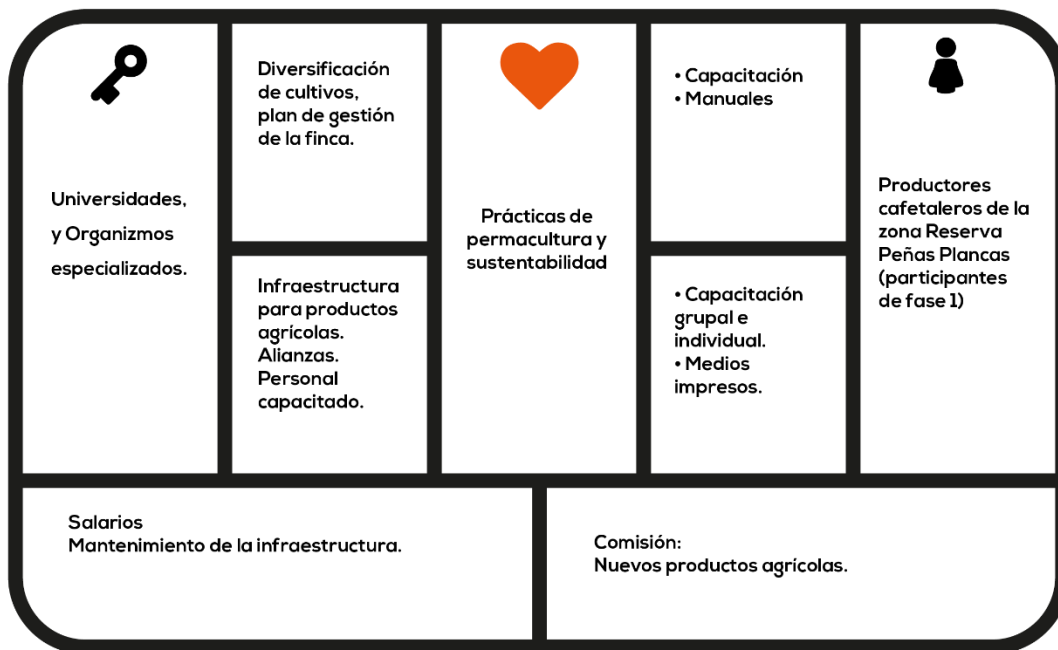 Universidades,
y Organismos
especializados.
Diversificación
de cultivos,
plan de gestión
de la finca.
Infraestructura
para productos
agrícolas.
Alianzas.
Personal
capacitado.
Prácticas de
permacultura y
sustentabilidad
• Capacitación
• Manuales
• Capacitación
grupal e
individual.
• Medios
impresos.
Productores
cafetaleros de la
zona Reserva
Peñas Plancas
(participantes
de fase 1)
Salarios
Mantenimiento de la infraestructura.
Comisión:
Nuevos productos agrícolas.